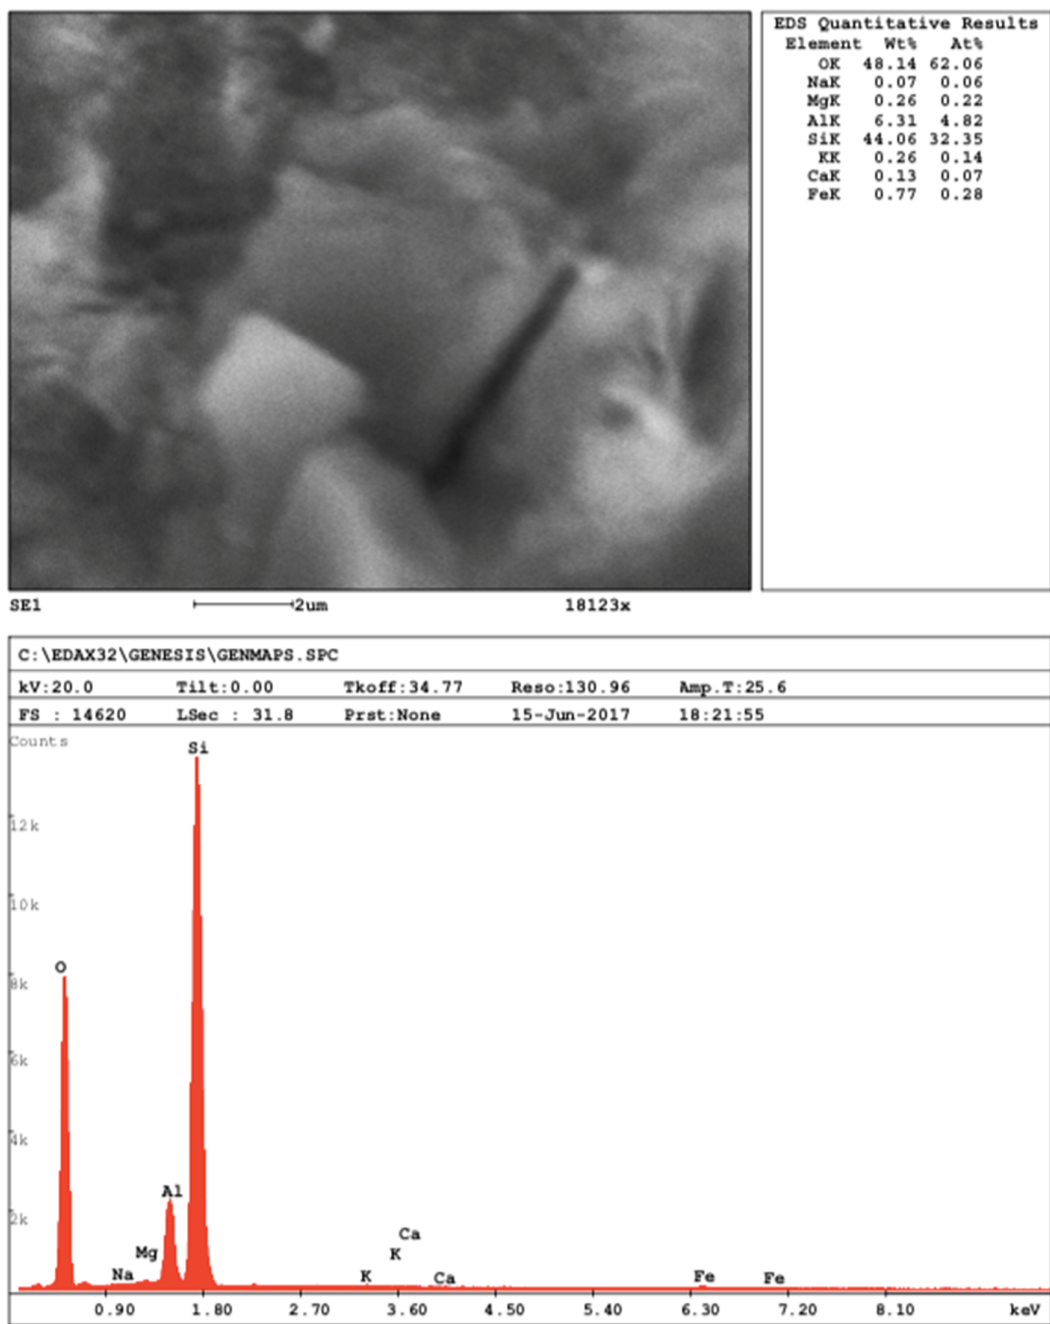 EDS Quantitative Results
Element Wt% At%
OK 48.14 62.06
NaK 0.07 0.06
MgK 0.26 0.22
AlK 6.31 4.82
SiK 44.06 32.35
KK 0.26 0.14
CaK 0.13 0.07
FeK 0.77 0.28
SE1 2um 18123x
C:\EDAX32\GENESIS\GENMAPS.SPC
kV:20.0 Tilt:0.00 Tkoff:34.77 Reso:130.96 Amp.T:25.6
FS : 14620 LSec : 31.8 Prst:None 15-Jun-2017 18:21:55
Counts
Si
12k
10k
O
8k
6k
4k
Al
2k
Ca
Mg K
Na K Ca Fe Fe
0.90 1.80 2.70 3.60 4.50 5.40 6.30 7.20 8.10 keV